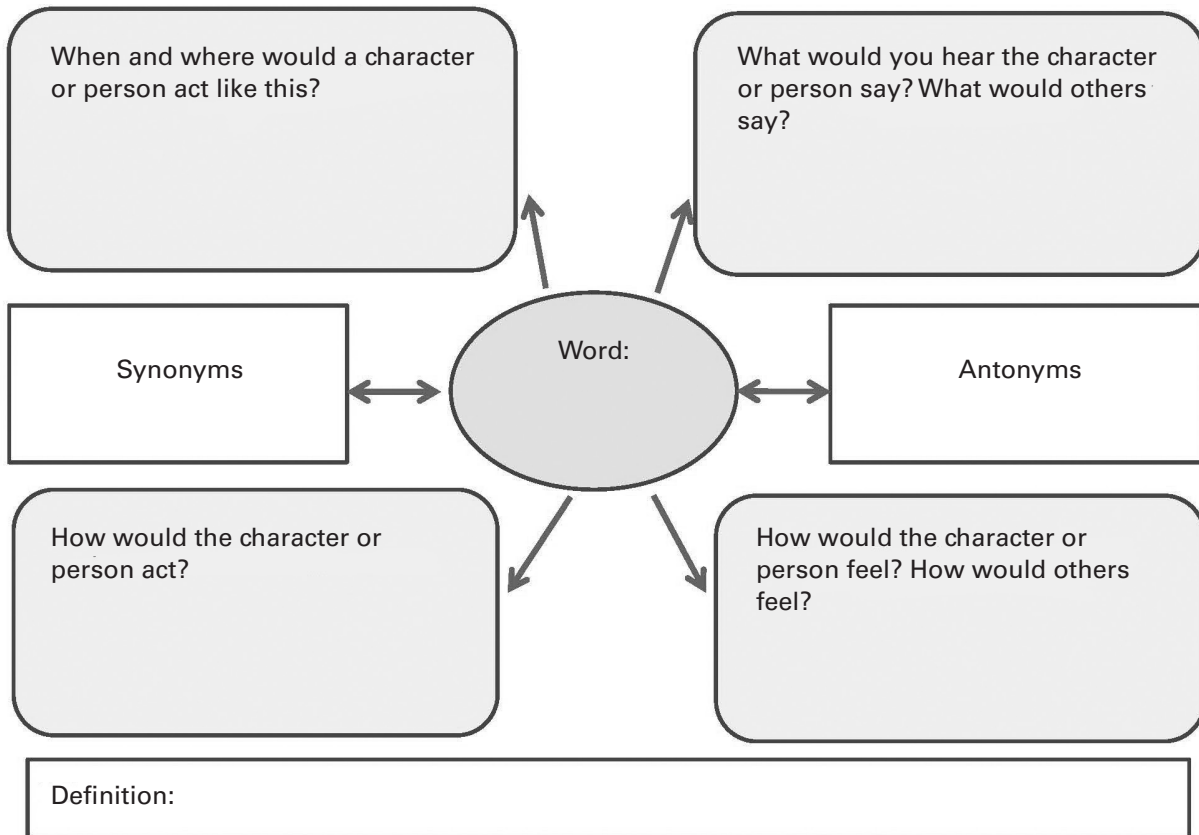 When and where would a character
or person act like this?
What would you hear the character
or person say? What would others
say?
Synonyms
Word:
Antonyms
How would the character or
person act?
How would the character or
person feel? How would others
feel?
Definition: